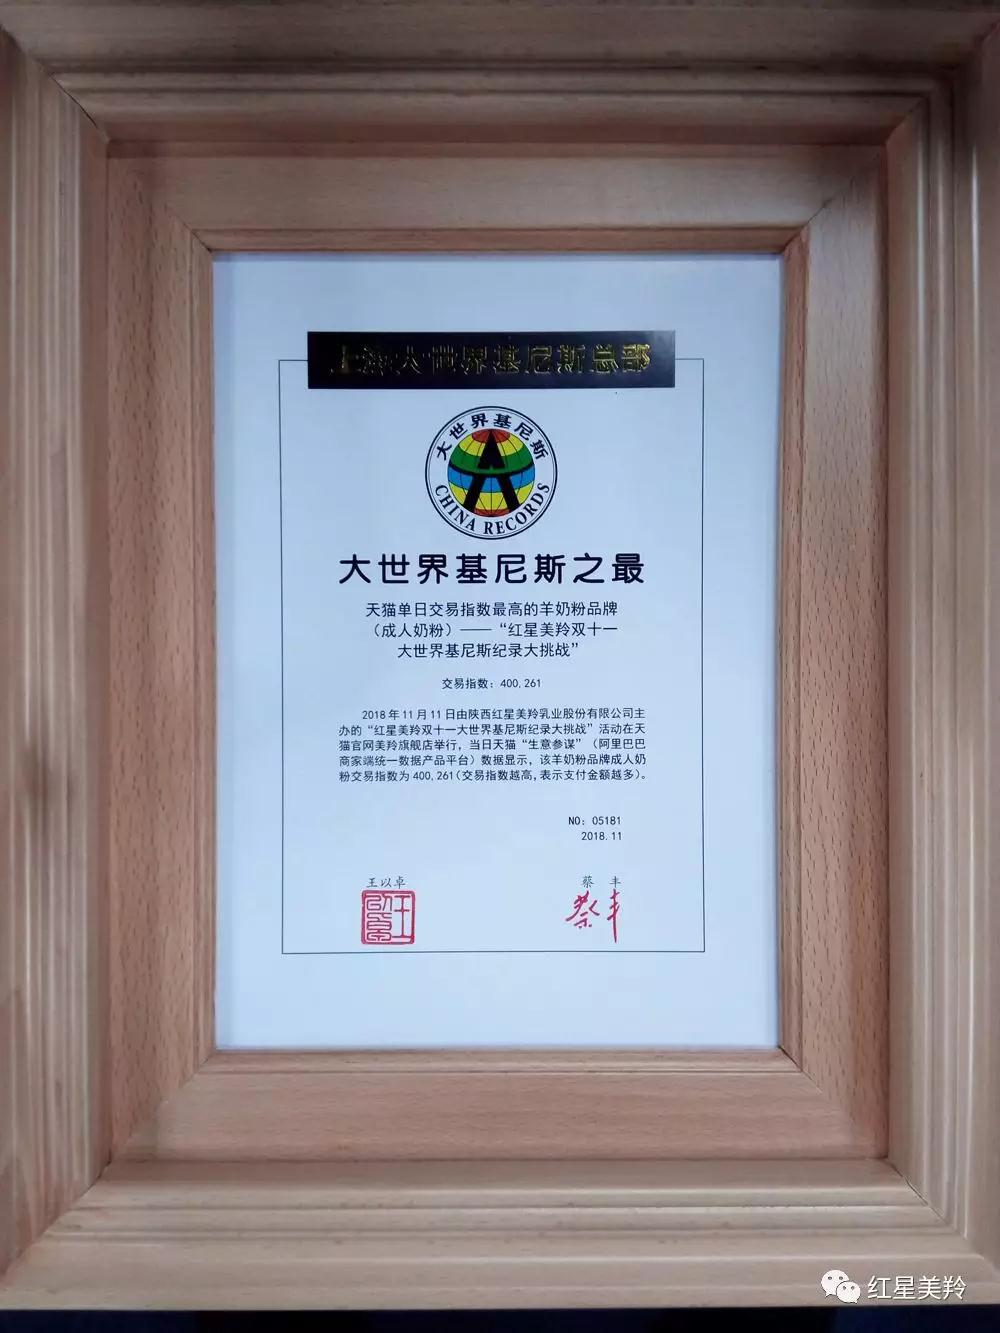 上海大世界基尼斯总部
大世界基尼斯
CHINA RECORDS
大世界基尼斯之最
天猫单日交易指数最高的羊奶粉品牌
（成人奶粉）——“红星美羚双十一
大世界基尼斯纪录大挑战”
交易指数：400,261
2018年11月11日由陕西红星美羚乳业股份有限公司主
办的“红星美羚双十一大世界基尼斯纪录大挑战”活动在天
猫官网美羚旗舰店举行，当日天猫“生意参谋”（阿里巴巴
商家端统一数据产品平台）数据显示，该羊奶粉品牌成人奶
粉交易指数为400,261（交易指数越高，表示支付金额越多）。
NO：05181
2018.11
王以卓
蔡 丰
蔡丰
红星美羚